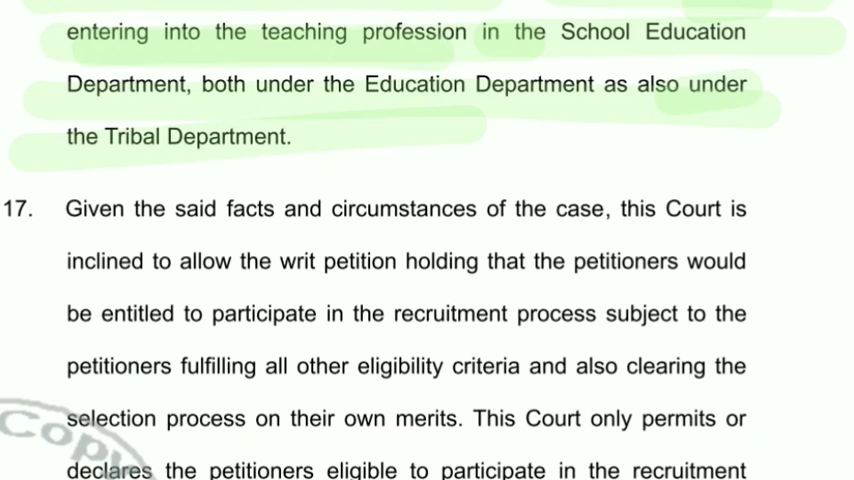 entering into the teaching profession in the School Education
Department, both under the Education Department as also under
the Tribal Department.
17. Given the said facts and circumstances of the case, this Court is
inclined to allow the writ petition holding that the petitioners would
be entitled to participate in the recruitment process subject to the
petitioners fulfilling all other eligibility criteria and also clearing the
selection process on their own merits. This Court only permits or
Copy
declares the petitioners eligible to participate in the recruitment